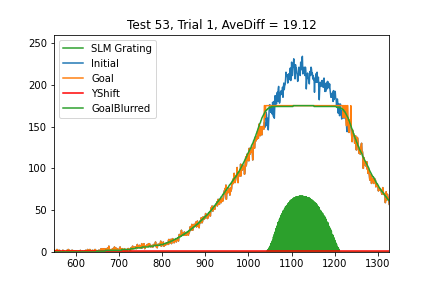 Test 53, Trial 1, AveDiff = 19.12
250
200
150
100
50
0
SLM Grating
Initial
Goal
YShift
GoalBlurred
600 700 800 900 1000 1100 1200 1300